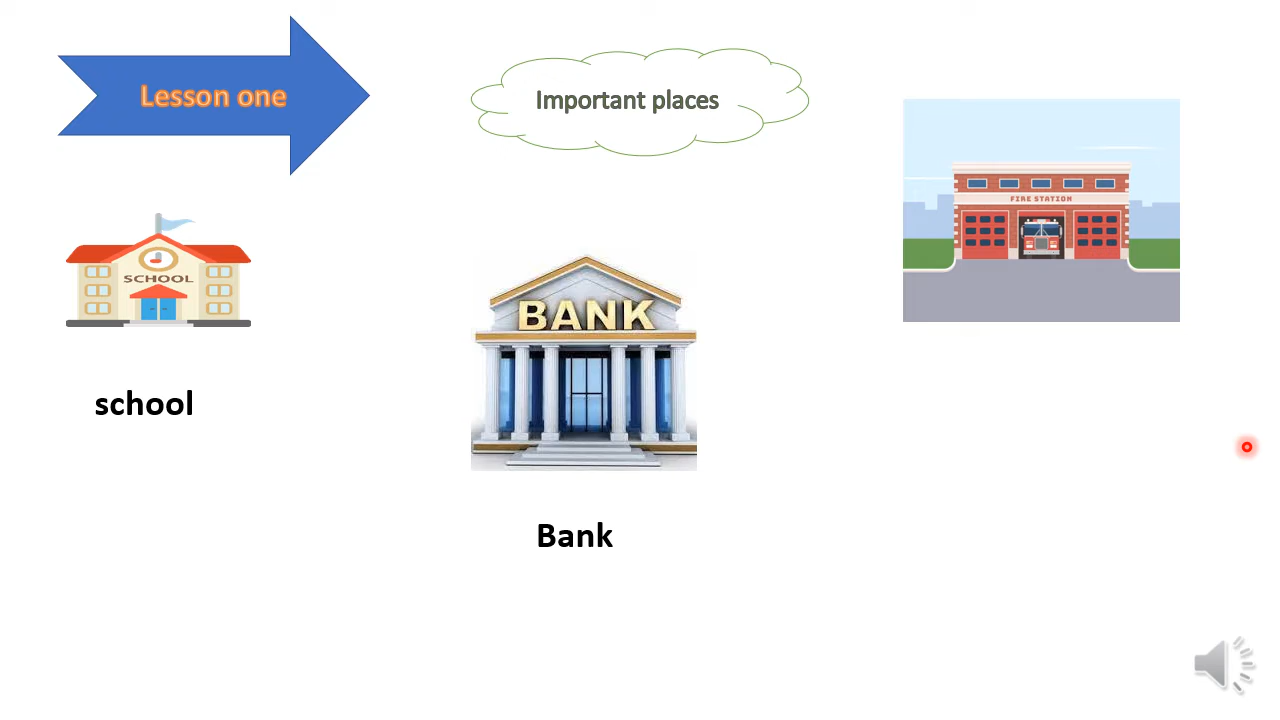 Lesson one
Important places
FIRE STATION
SCHOOL
BANK
school
Bank